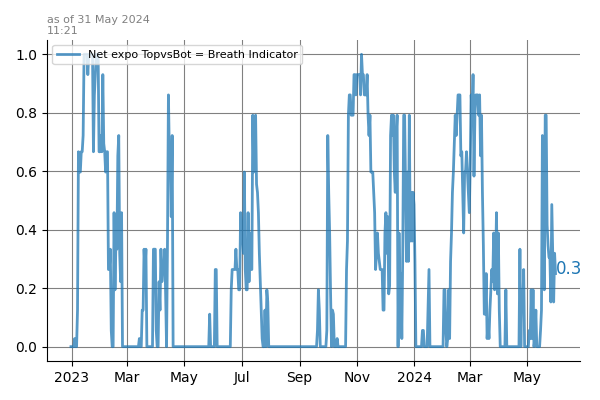 as of 31 May 2024
11:21
Net expo TopvsBot = Breath Indicator
1.0
0.8
0.6
0.4
0.2
0.0
0.3
2023 Mar May Jul Sep Nov 2024 Mar May